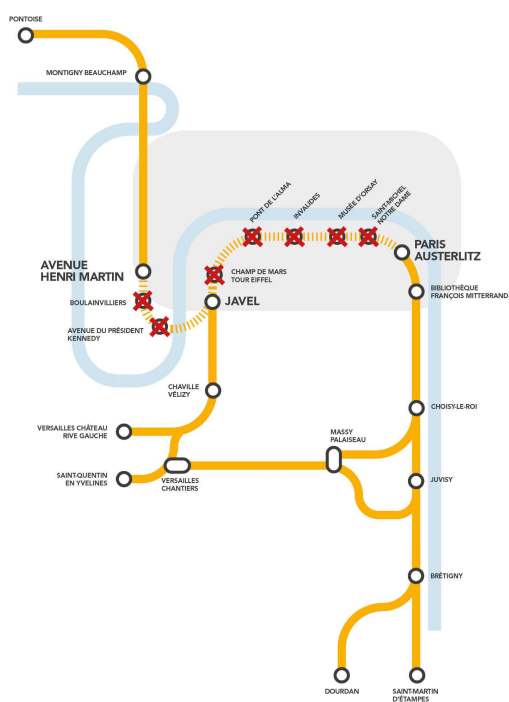 PONTOISE
MONTIGNY BEAUCHAMP
PONT DE L'ALMA
INVALIDES
MUSÉE D'ORSAY
SAINT-MICHEL
NOTRE DAME
PARIS
AUSTERLITZ
AVENUE
HENRI MARTIN
CHAMP DE MARS
TOUR EIFFEL
BIBLIOTHÈQUE
FRANÇOIS MITTERRAND
BOULAINVILLIERS
JAVEL
AVENUE DU PRÉSIDENT
KENNEDY
CHAVILLE
VÉLIZY
CHOISY-LE-ROI
VERSAILLES CHÂTEAU
RIVE GAUCHE
MASSY
PALAISEAU
SAINT-QUENTIN
EN YVELINES
VERSAILLES
CHANTIERS
JUVISY
BRÉTIGNY
DOURDAN
SAINT-MARTIN
D'ÉTAMPES